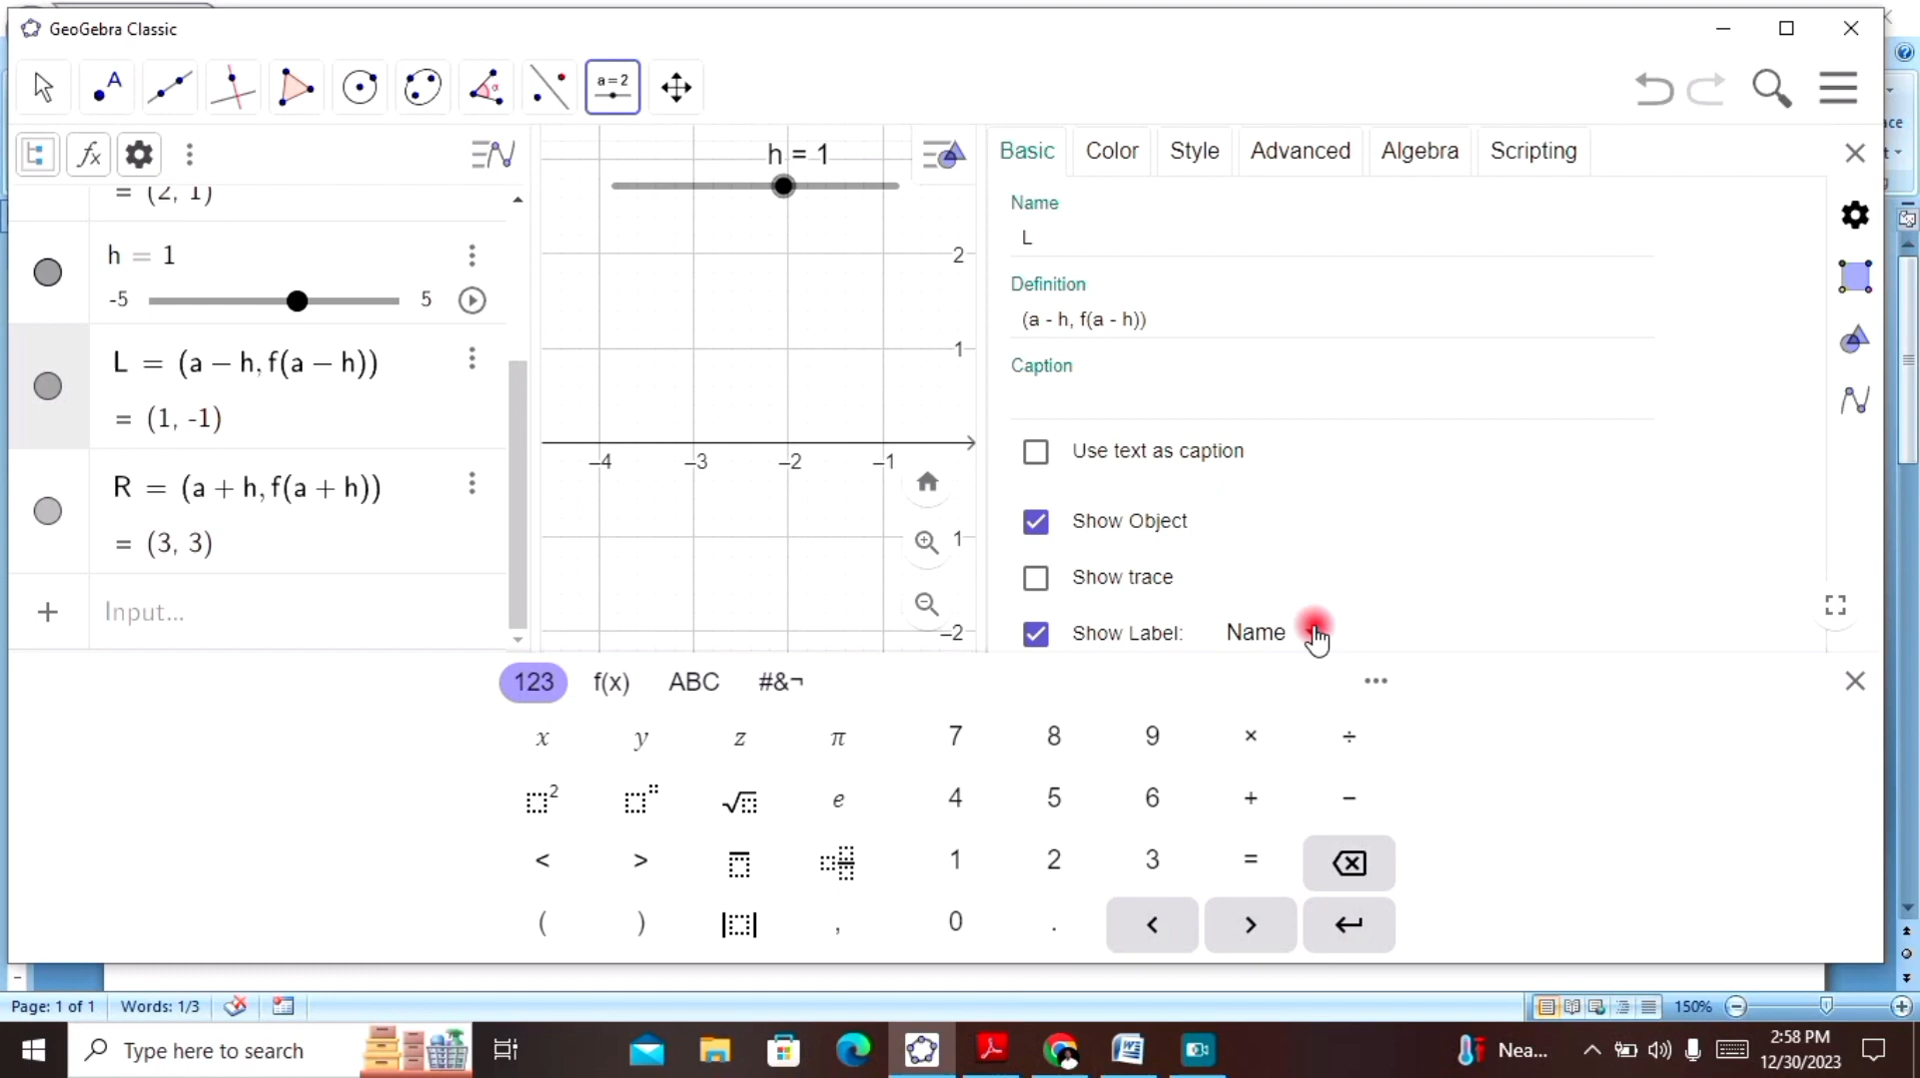 GeoGebra Classic
a=2
Basic
Color
Style
Advanced
Algebra
Scripting
fx
= (2, 1)
h = 1
-5
5
L = (a − h, f(a − h))
= (1, -1)
R = (a + h, f(a + h))
= (3, 3)
+ Input...
h = 1
2
1
–4 –3 –2 –1
1
–2
Name
L
Definition
(a - h, f(a - h))
Caption
Use text as caption
Show Object
Show trace
Show Label: Name
123 f(x) ABC #&¬
x y z π 7 8 9 × ÷
e 4 5 6 + −
< > 1 2 3 =
( ) , 0 . < >
Page: 1 of 1 Words: 1/3 150%
Type here to search
Nea...
2:58 PM
12/30/2023